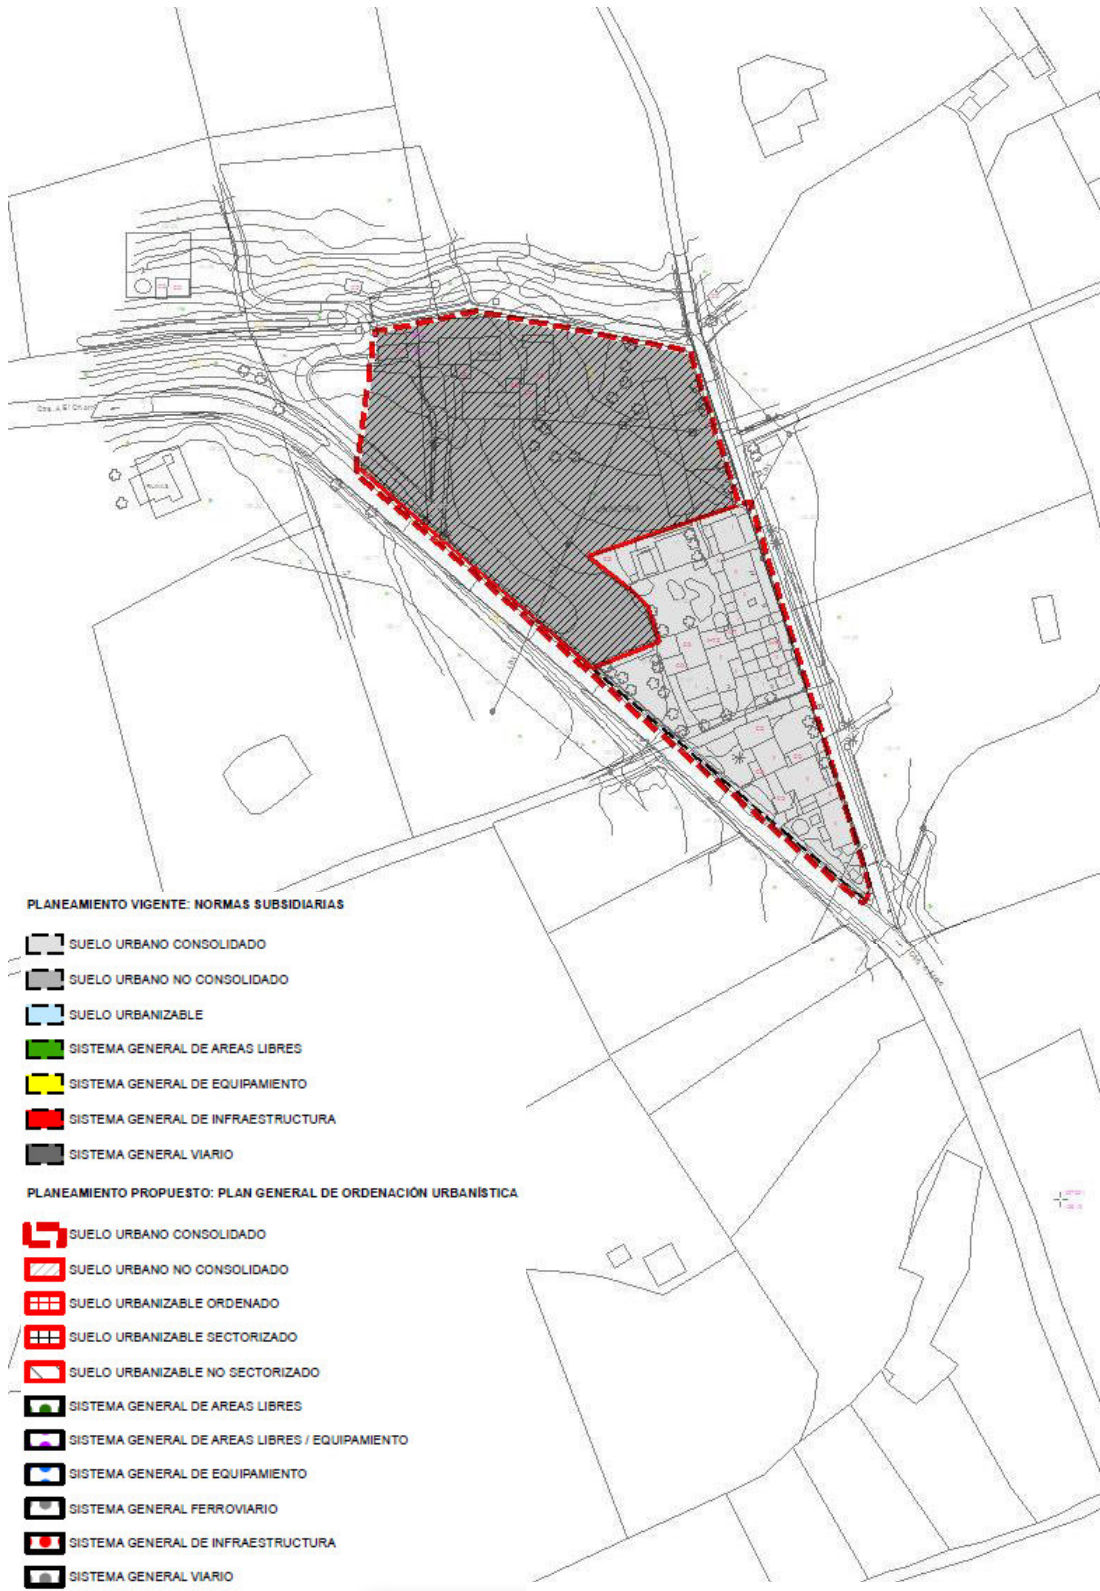 RUINAS
PLANEAMIENTO VIGENTE: NORMAS SUBSIDIARIAS
SUELO URBANO CONSOLIDADO
SUELO URBANO NO CONSOLIDADO
SUELO URBANIZABLE
SISTEMA GENERAL DE AREAS LIBRES
SISTEMA GENERAL DE EQUIPAMIENTO
SISTEMA GENERAL DE INFRAESTRUCTURA
SISTEMA GENERAL VIARIO
PLANEAMIENTO PROPUESTO: PLAN GENERAL DE ORDENACIÓN URBANÍSTICA
SUELO URBANO CONSOLIDADO
SUELO URBANO NO CONSOLIDADO
SUELO URBANIZABLE ORDENADO
SUELO URBANIZABLE SECTORIZADO
SUELO URBANIZABLE NO SECTORIZADO
SISTEMA GENERAL DE AREAS LIBRES
SISTEMA GENERAL DE AREAS LIBRES / EQUIPAMIENTO
SISTEMA GENERAL DE EQUIPAMIENTO
SISTEMA GENERAL FERROVIARIO
SISTEMA GENERAL DE INFRAESTRUCTURA
SISTEMA GENERAL VIARIO